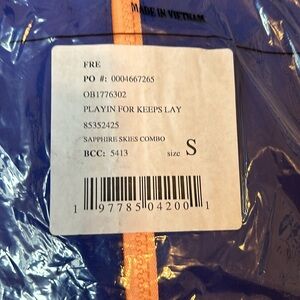 MADE IN VIETNAM
FRE
PO #: 0004667265
OB1776302
PLAYIN FOR KEEPS LAY
85352425
SAPPHIRE SKIES COMBO
BCC: 5413 size S
1 97785 04200 1